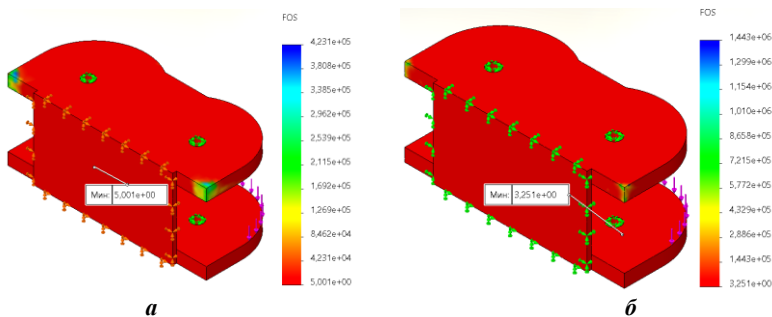 FOS
4,231e+05
3,808e+05
3,385e+05
2,962e+05
2,539e+05
2,115e+05
1,692e+05
1,269e+05
8,462e+04
4,231e+04
5,001e+00
Мин: 5,001e+00
а
FOS
1,443e+06
1,299e+06
1,154e+06
1,010e+06
8,658e+05
7,215e+05
5,772e+05
4,329e+05
2,886e+05
1,443e+05
3,251e+00
Мин: 3,251e+00
б